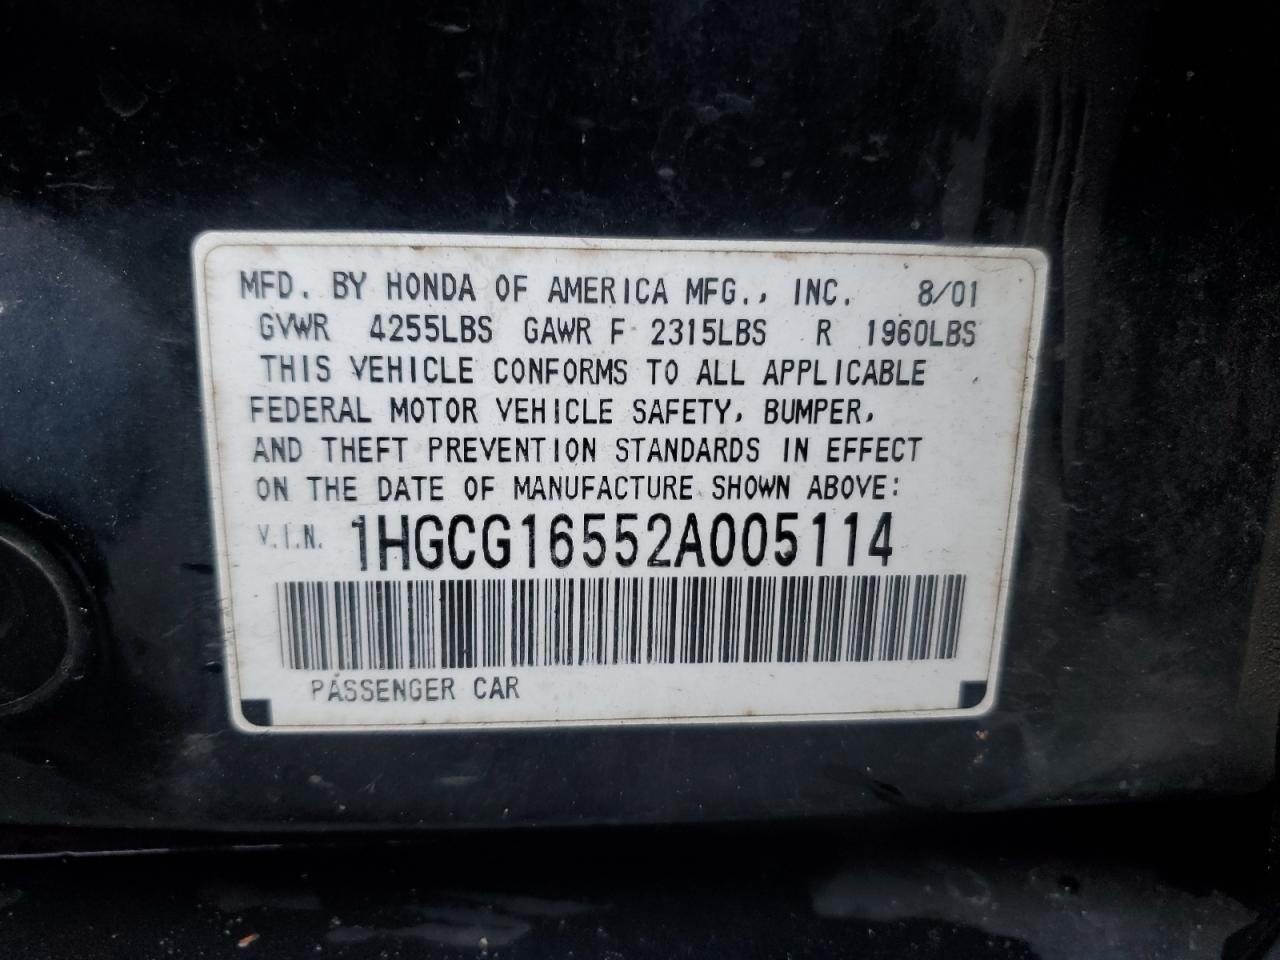 MFD. BY HONDA OF AMERICA MFG., INC. 8/01
GVWR 4255LBS GAWR F 2315LBS R 1960LBS
THIS VEHICLE CONFORMS TO ALL APPLICABLE
FEDERAL MOTOR VEHICLE SAFETY, BUMPER,
AND THEFT PREVENTION STANDARDS IN EFFECT
ON THE DATE OF MANUFACTURE SHOWN ABOVE:
V.I.N. 1HGCG16552A005114
PASSENGER CAR